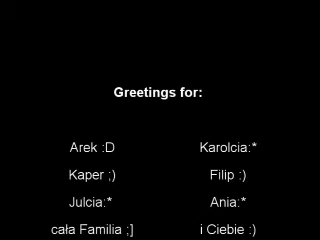 Greetings for:
Arek :D Karolcia:*
Kaper ;) Filip :)
Julcia:* Ania:*
cała Familia ;] i Ciebie :)